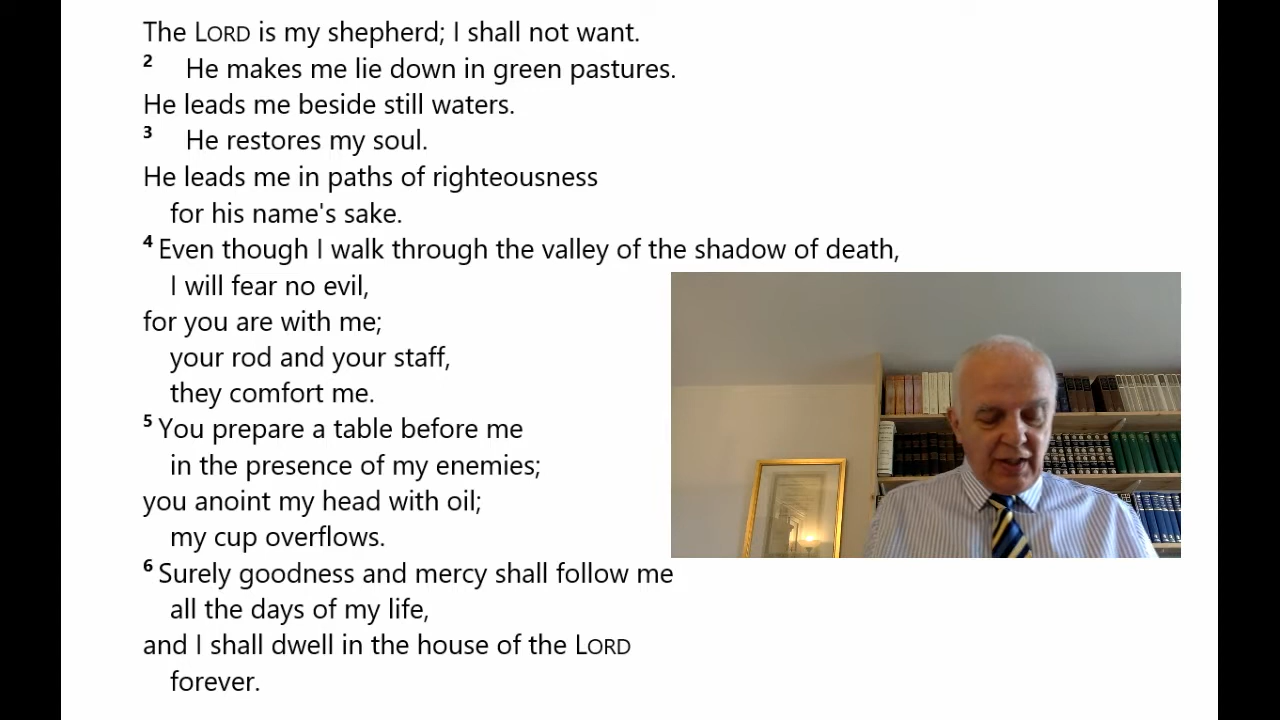 The LORD is my shepherd; I shall not want.
2 He makes me lie down in green pastures.
He leads me beside still waters.
3 He restores my soul.
He leads me in paths of righteousness
for his name's sake.
4 Even though I walk through the valley of the shadow of death,
I will fear no evil,
for you are with me;
your rod and your staff,
they comfort me.
5 You prepare a table before me
in the presence of my enemies;
you anoint my head with oil;
my cup overflows.
6 Surely goodness and mercy shall follow me
all the days of my life,
and I shall dwell in the house of the LORD
forever.